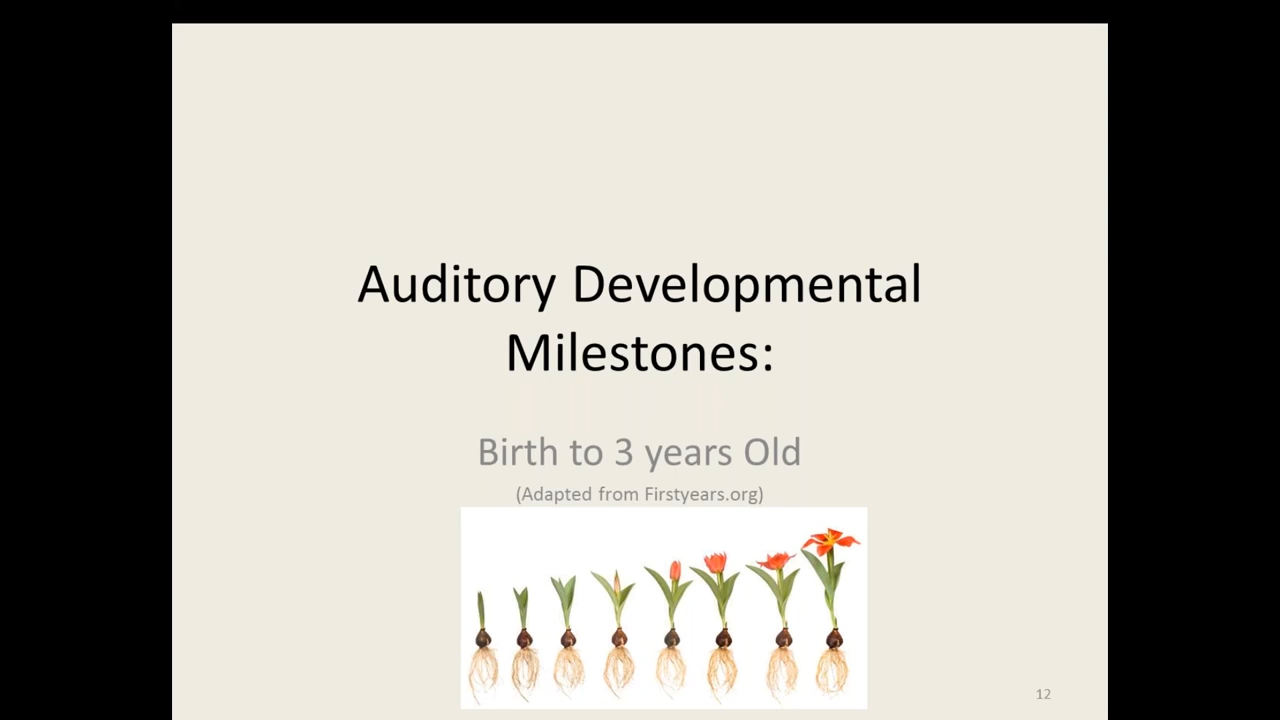 Auditory Developmental
Milestones:
Birth to 3 years Old
(Adapted from Firstyears.org)
12